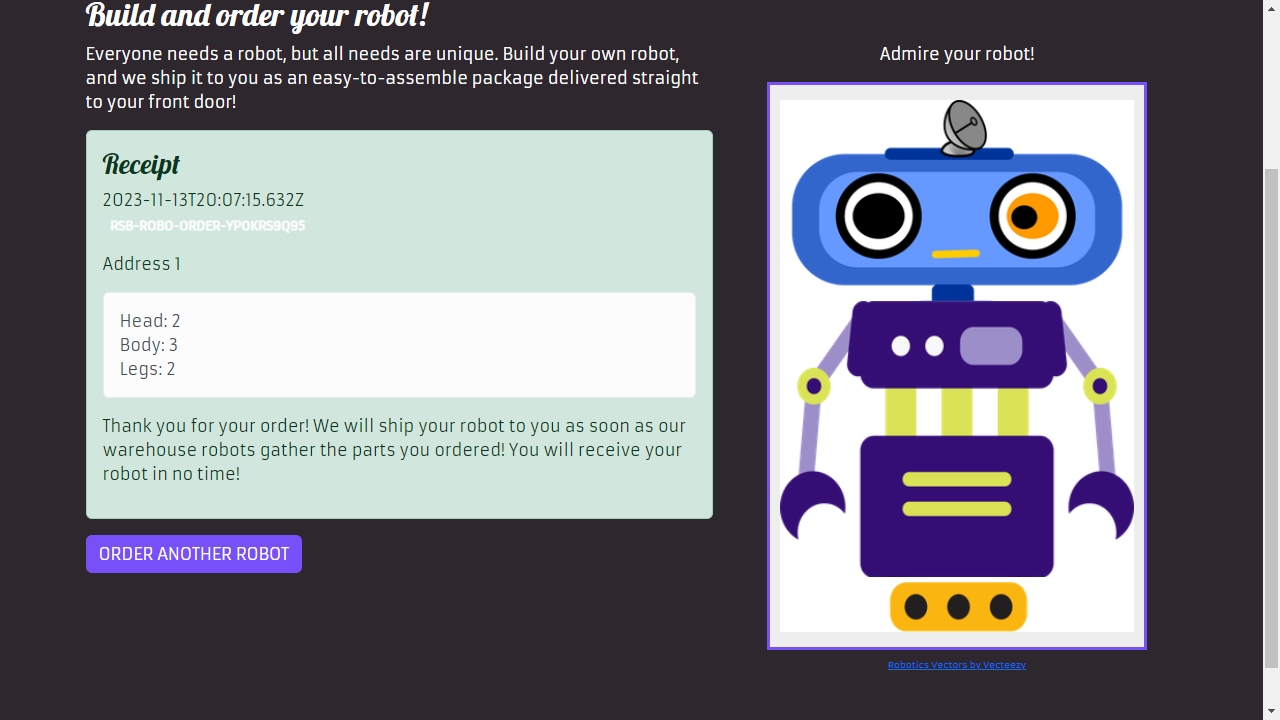 Build and order your robot!
Everyone needs a robot, but all needs are unique. Build your own robot,
and we ship it to you as an easy-to-assemble package delivered straight
to your front door!
Receipt
2023-11-13T20:07:15.632Z
RSB-ROBO-ORDER-YP0KRS9Q95
Address 1
Head: 2
Body: 3
Legs: 2
Thank you for your order! We will ship your robot to you as soon as our
warehouse robots gather the parts you ordered! You will receive your
robot in no time!
ORDER ANOTHER ROBOT
Admire your robot!
Robotics Vectors by Vecteezy